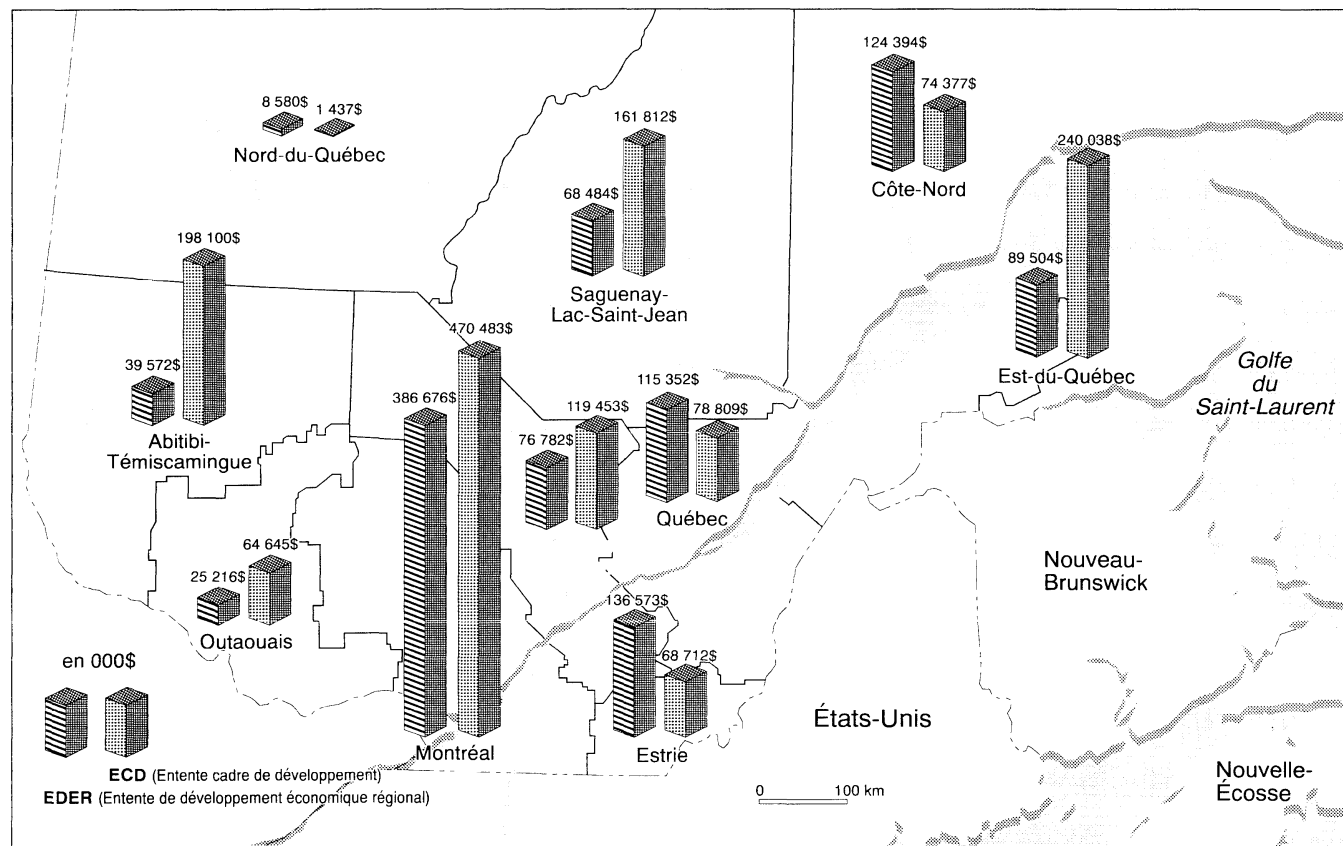 124 394$
74 377$
Côte-Nord
8 580$
1 437$
Nord-du-Québec
161 812$
68 484$
Saguenay-
Lac-Saint-Jean
240 038$
89 504$
Est-du-Québec
Golfe
du
Saint-Laurent
198 100$
39 572$
Abitibi-
Témiscamingue
470 483$
386 676$
Montréal
119 453$
76 782$
115 352$
78 809$
Québec
64 645$
25 216$
Outaouais
136 573$
68 712$
Estrie
Nouveau-
Brunswick
États-Unis
Nouvelle-
Écosse
en 000$
ECD (Entente cadre de développement)
EDER (Entente de développement économique régional)
0 100 km